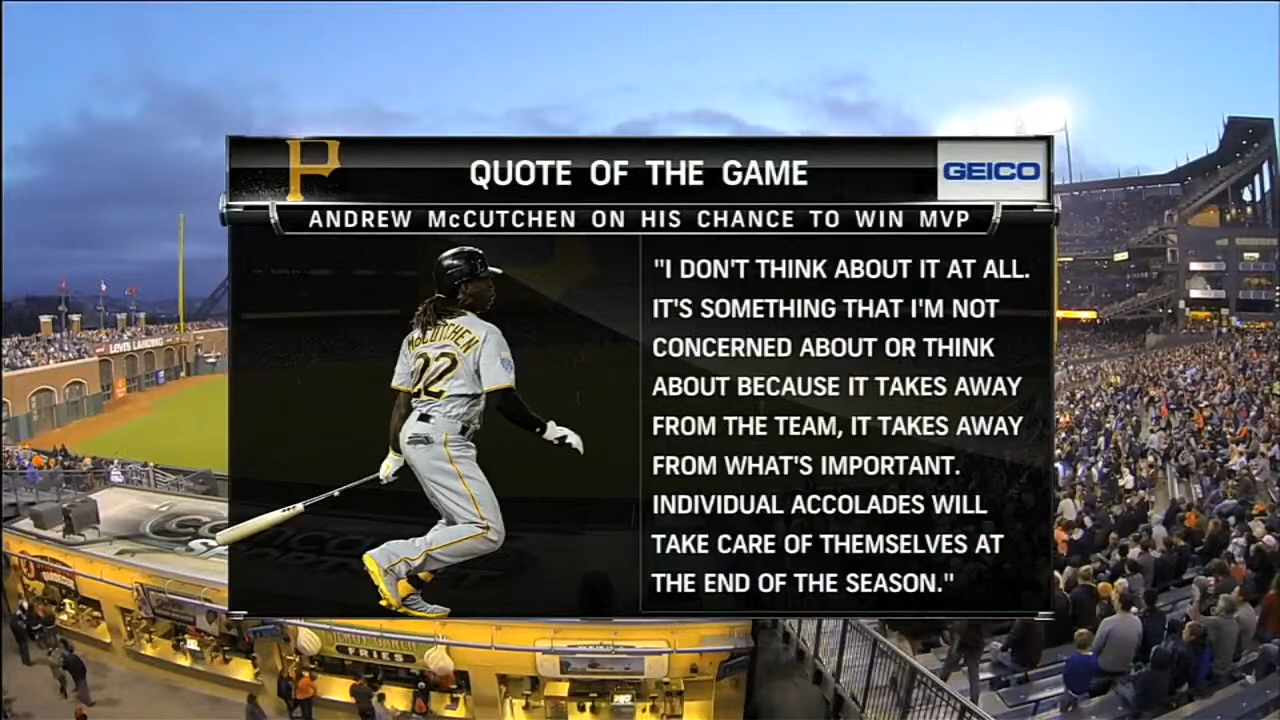 P
QUOTE OF THE GAME
GEICO
ANDREW McCUTCHEN ON HIS CHANCE TO WIN MVP
"I DON'T THINK ABOUT IT AT ALL.
IT'S SOMETHING THAT I'M NOT
CONCERNED ABOUT OR THINK
ABOUT BECAUSE IT TAKES AWAY
FROM THE TEAM, IT TAKES AWAY
FROM WHAT'S IMPORTANT.
INDIVIDUAL ACCOLADES WILL
TAKE CARE OF THEMSELVES AT
THE END OF THE SEASON."
McCUTCHEN
22
LEVI'S LANDING
FRIES